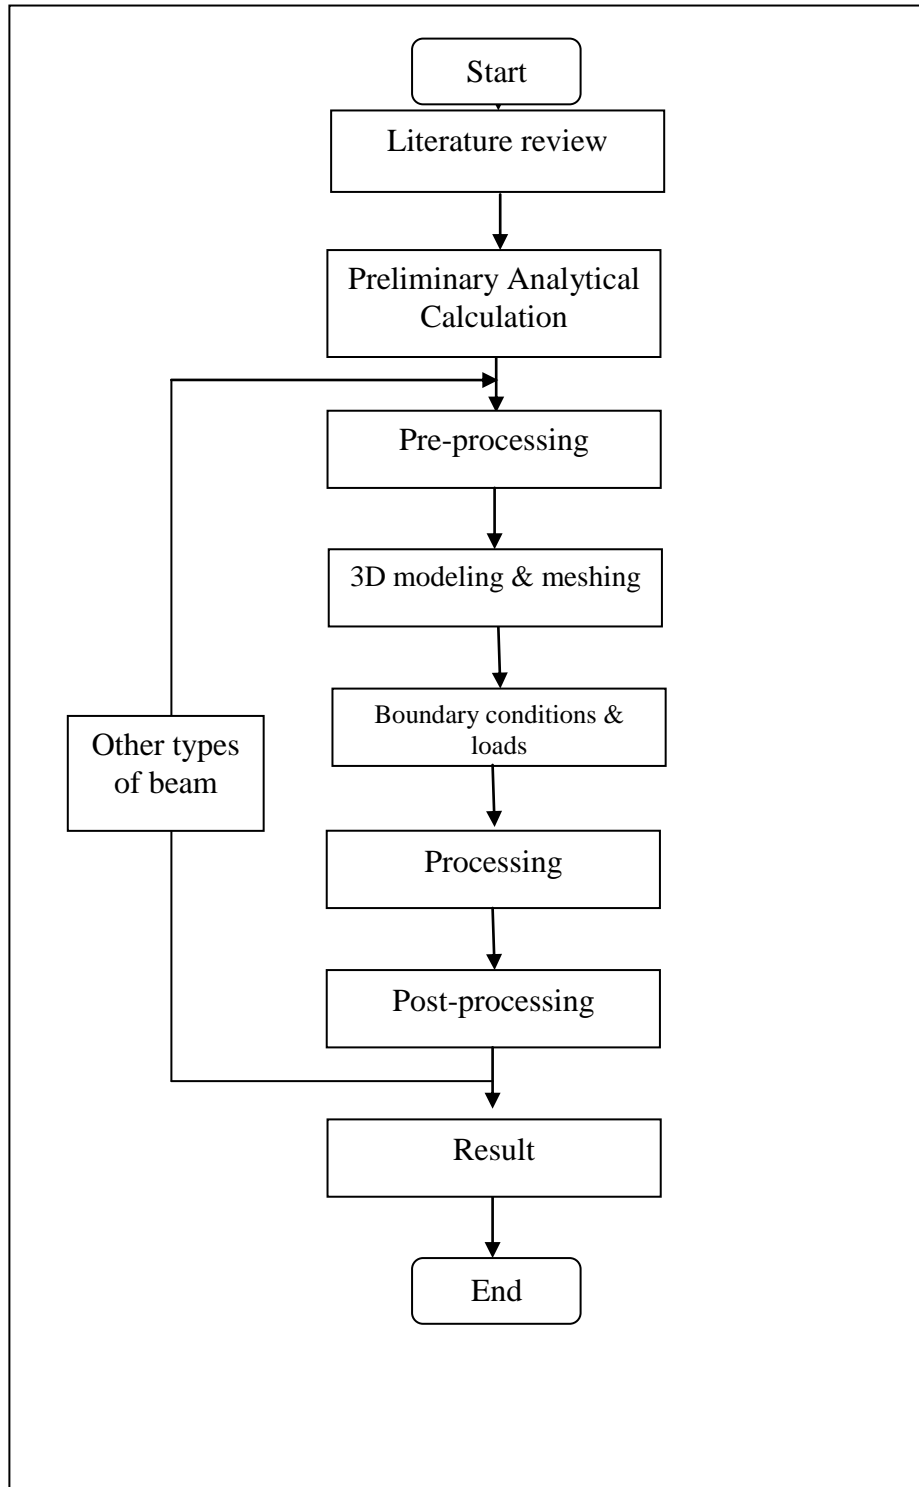 Start
Literature review
Preliminary Analytical
Calculation
Pre-processing
3D modeling & meshing
Boundary conditions &
loads
Other types
of beam
Processing
Post-processing
Result
End